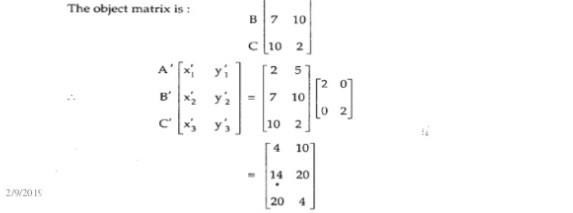 The object matrix is :
B 7 10
C 10 2
A' x'₁ y'₁ 2 5
∴ B' x'₂ y'₂ = 7 10 2 0
C' x'₃ y'₃ 10 2 0 2
4 10
= 14 20
20 4
2/9/201